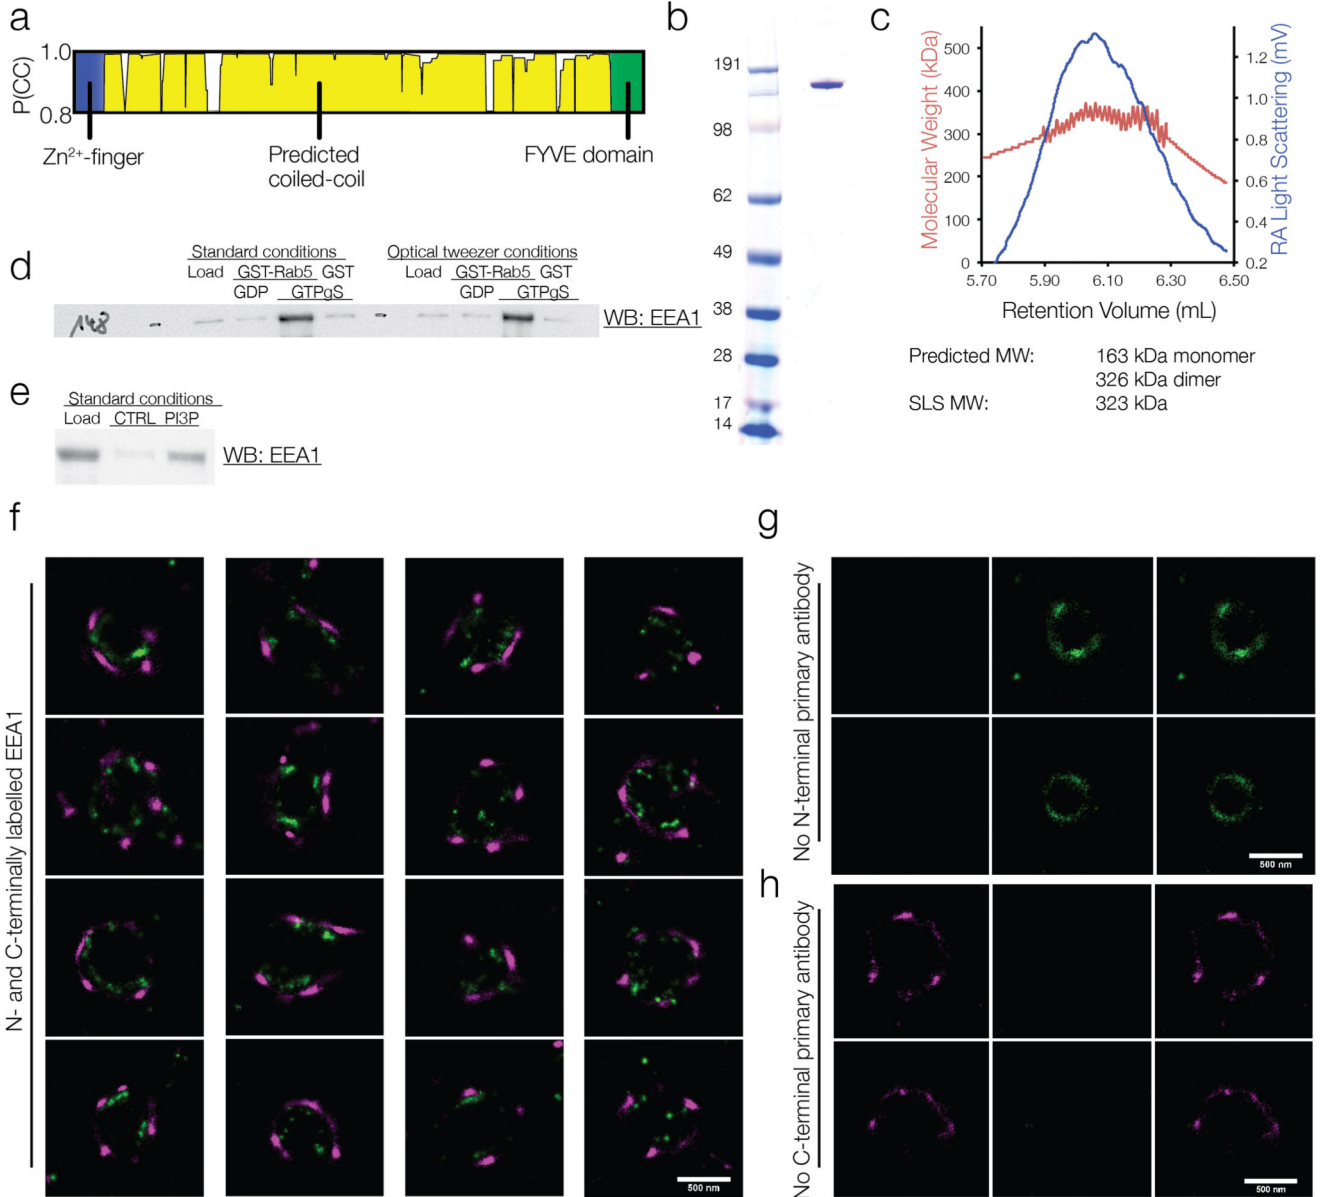 a
P(CC)
1.0
0.8
Zn²⁺-finger
Predicted
coiled-coil
FYVE domain
b
191
98
62
49
38
28
17
14
c
Molecular Weight (kDa)
500
400
300
200
100
0
RA Light Scattering (mV)
1.2
1.0
0.8
0.6
0.4
0.2
5.70 5.90 6.10 6.30 6.50
Retention Volume (mL)
Predicted MW: 163 kDa monomer
326 kDa dimer
SLS MW: 323 kDa
d
Standard conditions Optical tweezer conditions
Load GST-Rab5 GST Load GST-Rab5 GST
GDP GTPgS GDP GTPgS
148
WB: EEA1
e
Standard conditions
Load CTRL PI3P
WB: EEA1
f
N- and C-terminally labelled EEA1
500 nm
g
No N-terminal primary antibody
500 nm
h
No C-terminal primary antibody
500 nm